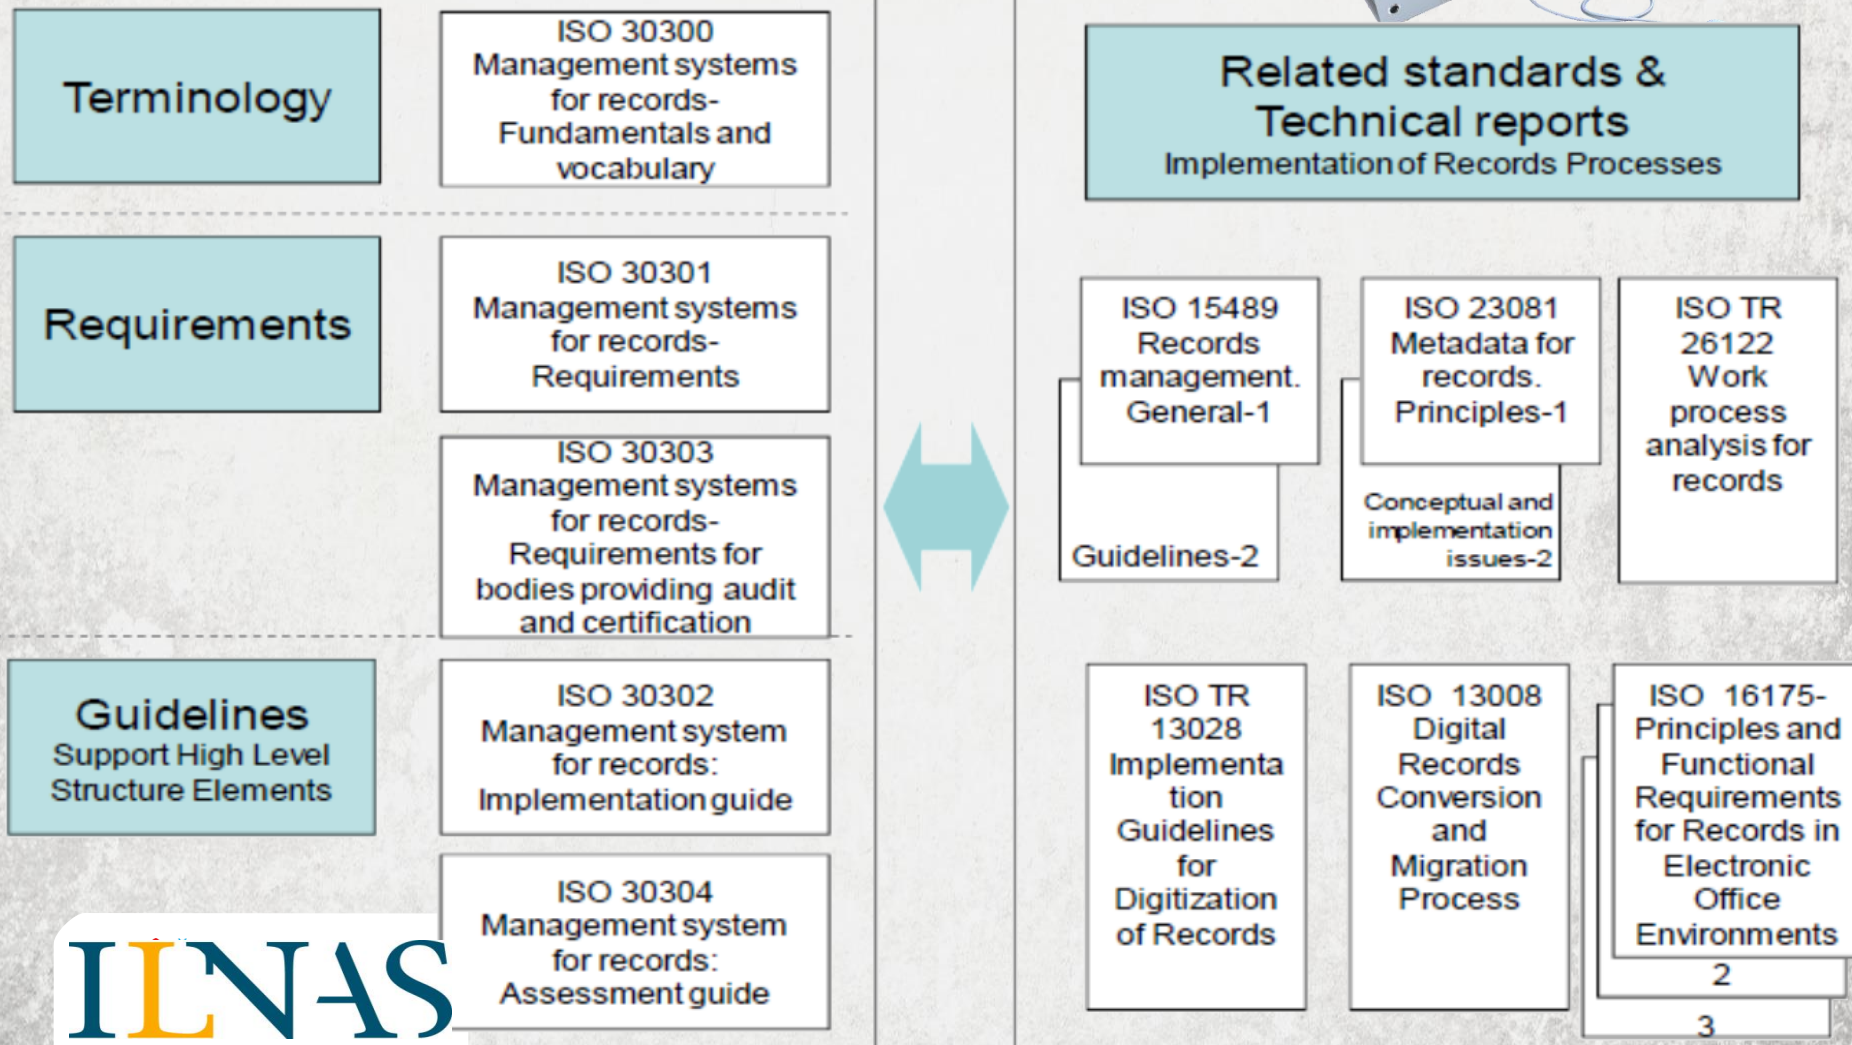 Terminology
ISO 30300
Management systems
for records-
Fundamentals and
vocabulary
Requirements
ISO 30301
Management systems
for records-
Requirements
ISO 30303
Management systems
for records-
Requirements for
bodies providing audit
and certification
Guidelines
Support High Level
Structure Elements
ISO 30302
Management system
for records:
Implementation guide
ISO 30304
Management system
for records:
Assessment guide
ILNAS
Related standards &
Technical reports
Implementation of Records Processes
ISO 15489
Records
management.
General-1
Guidelines-2
ISO 23081
Metadata for
records.
Principles-1
Conceptual and
implementation
issues-2
ISO TR
26122
Work
process
analysis for
records
ISO TR
13028
Implementa
tion
Guidelines
for
Digitization
of Records
ISO 13008
Digital
Records
Conversion
and
Migration
Process
ISO 16175-
Principles and
Functional
Requirements
for Records in
Electronic
Office
Environments
2
3